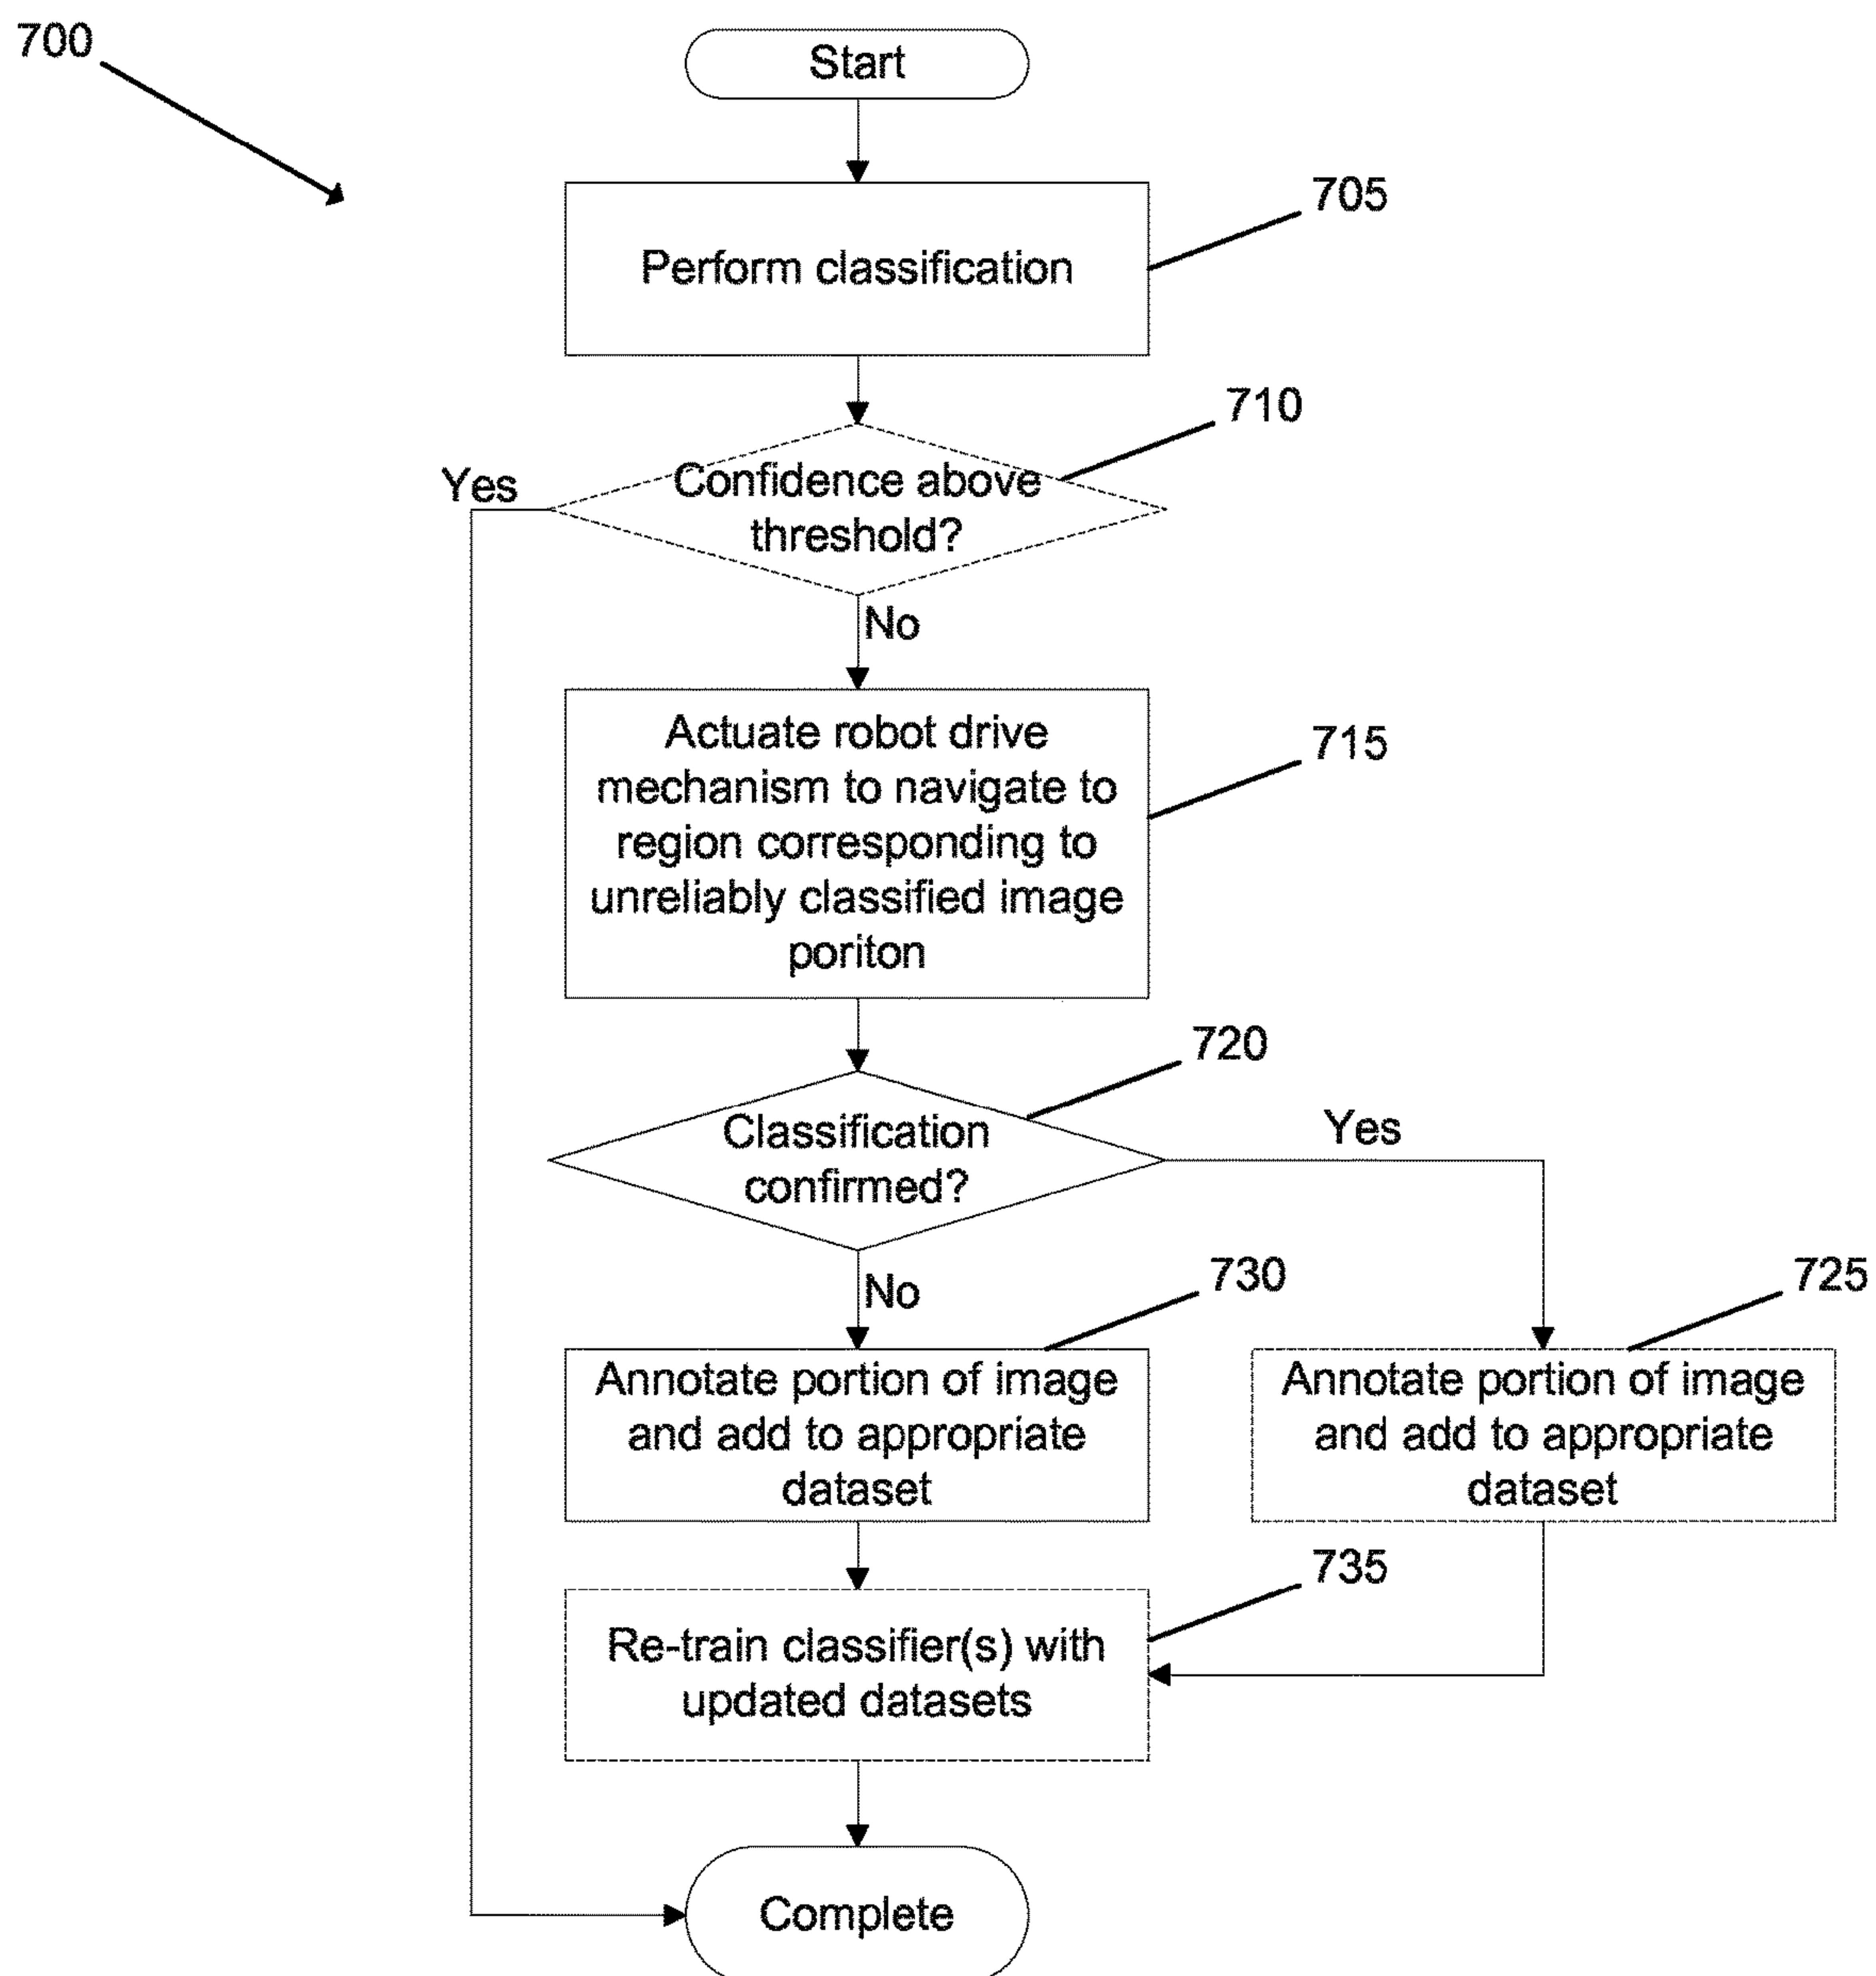 700
Start
705
Perform classification
710
Yes
Confidence above
threshold?
No
715
Actuate robot drive
mechanism to navigate to
region corresponding to
unreliably classified image
poriton
720
Classification
confirmed?
Yes
No
730
725
Annotate portion of image
and add to appropriate
dataset
Annotate portion of image
and add to appropriate
dataset
735
Re-train classifier(s) with
updated datasets
Complete